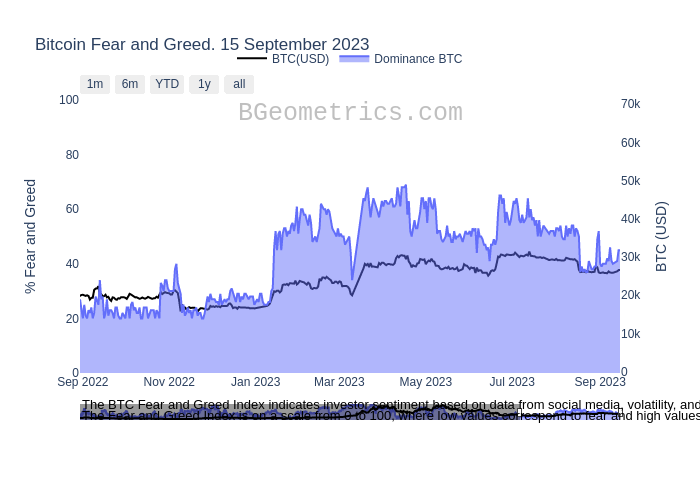 Bitcoin Fear and Greed. 15 September 2023
BTC(USD) Dominance BTC
1m 6m YTD 1y all
BGeometrics.com
100
80
60
40
20
0
% Fear and Greed
70k
60k
50k
40k
30k
20k
10k
0
BTC (USD)
Sep 2022 Nov 2022 Jan 2023 Mar 2023 May 2023 Jul 2023 Sep 2023
The BTC Fear and Greed Index indicates investor sentiment based on data from social media, volatility, and
The Fear and Greed Index is on a scale from 0 to 100, where low values correspond to fear and high values